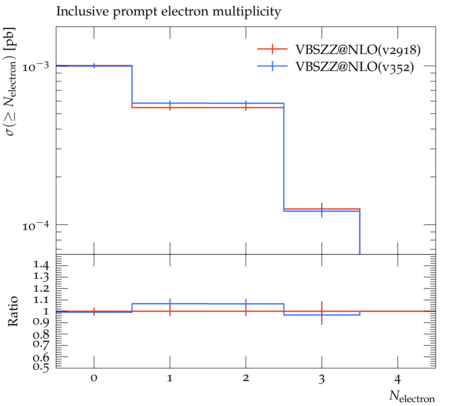 Inclusive prompt electron multiplicity
σ(≥ N_electron) [pb]
VBSZZ@NLO(v2918)
VBSZZ@NLO(v352)
10⁻³
10⁻⁴
Ratio
1.4
1.3
1.2
1.1
1
0.9
0.8
0.7
0.6
0.5
0 1 2 3 4
N_electron